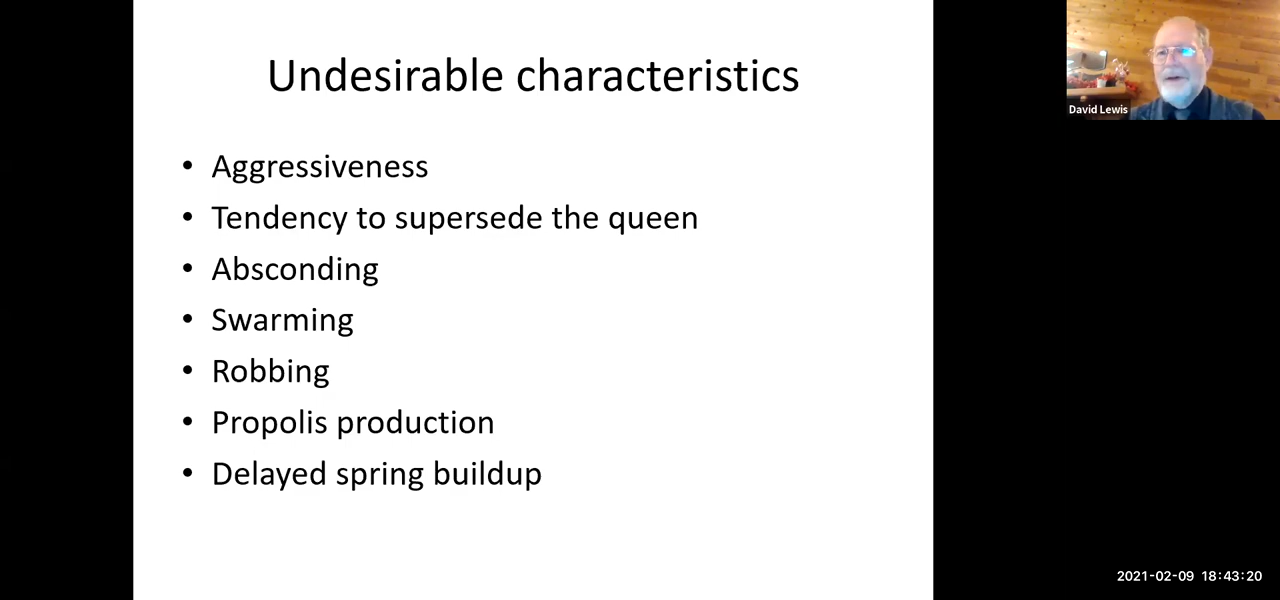 Undesirable characteristics
• Aggressiveness
• Tendency to supersede the queen
• Absconding
• Swarming
• Robbing
• Propolis production
• Delayed spring buildup
David Lewis
2021-02-09 18:43:20